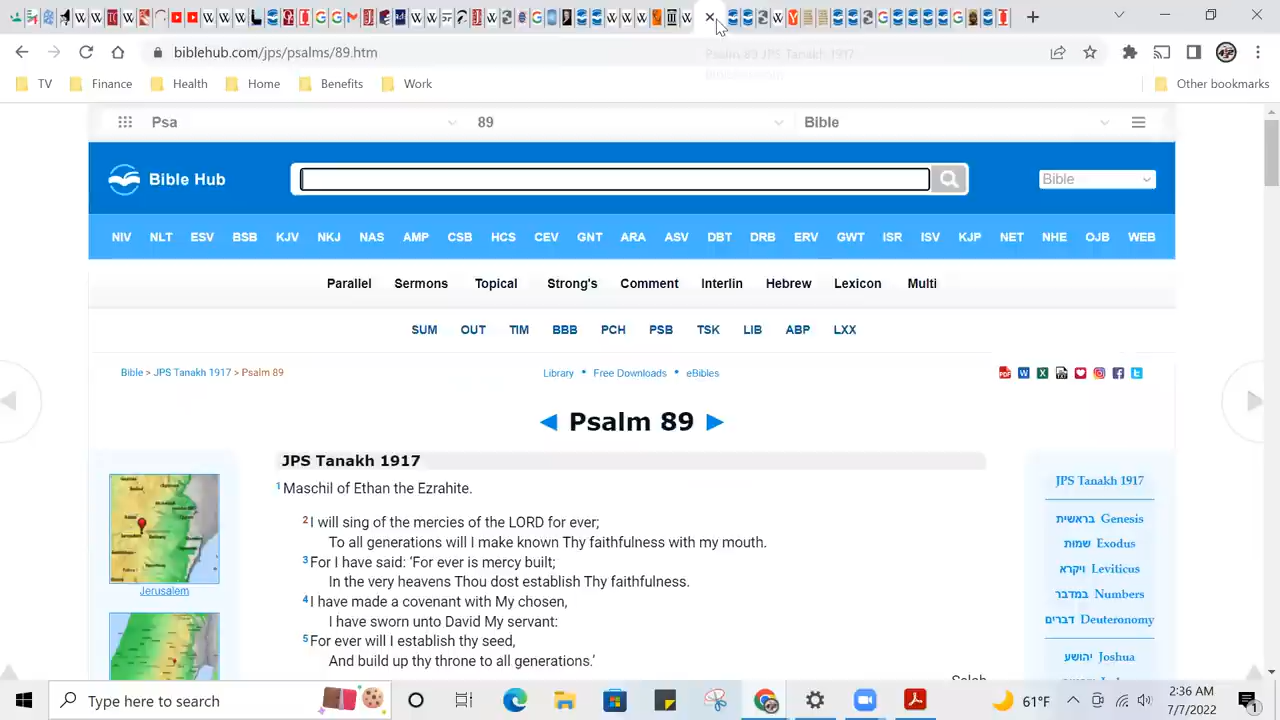 Psalm 89 JPS Tanakh 1917
biblehub.com/jps/psalms/89.htm
TV Finance Health Home Benefits Work Other bookmarks
Psa 89 Bible
Bible Hub Bible
NIV NLT ESV BSB KJV NKJ NAS AMP CSB HCS CEV GNT ARA ASV DBT DRB ERV GWT ISR ISV KJP NET NHE OJB WEB
Parallel Sermons Topical Strong's Comment Interlin Hebrew Lexicon Multi
SUM OUT TIM BBB PCH PSB TSK LIB ABP LXX
Bible > JPS Tanakh 1917 > Psalm 89
Library • Free Downloads • eBibles
◄ Psalm 89 ►
JPS Tanakh 1917
1 Maschil of Ethan the Ezrahite.
2 I will sing of the mercies of the LORD for ever;
To all generations will I make known Thy faithfulness with my mouth.
3 For I have said: ‘For ever is mercy built;
In the very heavens Thou dost establish Thy faithfulness.
4 I have made a covenant with My chosen,
I have sworn unto David My servant:
5 For ever will I establish thy seed,
And build up thy throne to all generations.’
Selah
Jerusalem
JPS Tanakh 1917
בראשית Genesis
שמות Exodus
ויקרא Leviticus
במדבר Numbers
דברים Deuteronomy
יהושע Joshua
Type here to search
61°F
2:36 AM
7/7/2022